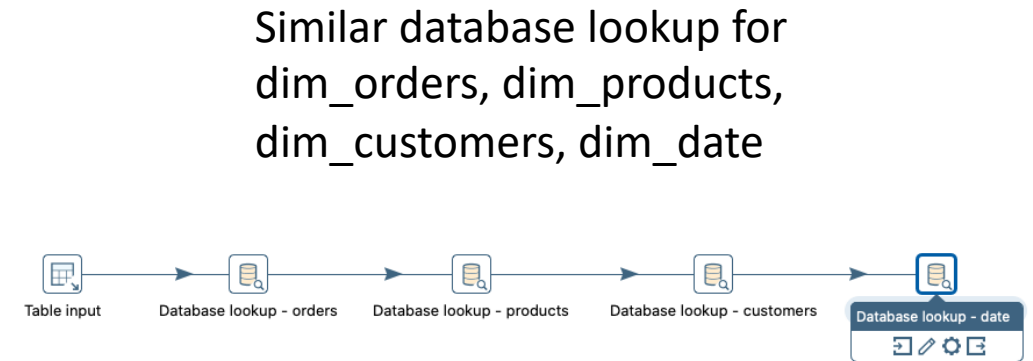 Similar database lookup for
dim_orders, dim_products,
dim_customers, dim_date
Table input
Database lookup - orders
Database lookup - products
Database lookup - customers
Database lookup - date